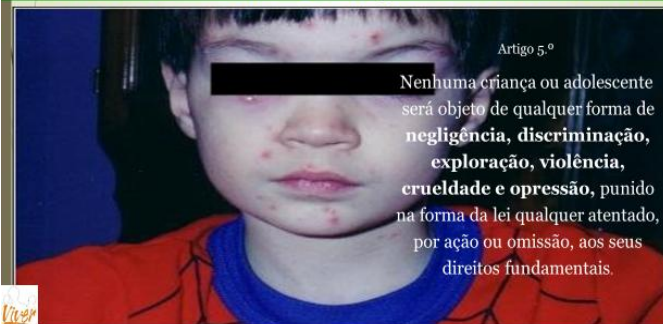 Artigo 5.º
Nenhuma criança ou adolescente
será objeto de qualquer forma de
negligência, discriminação,
exploração, violência,
crueldade e opressão, punido
na forma da lei qualquer atentado,
por ação ou omissão, aos seus
direitos fundamentais.
Viver